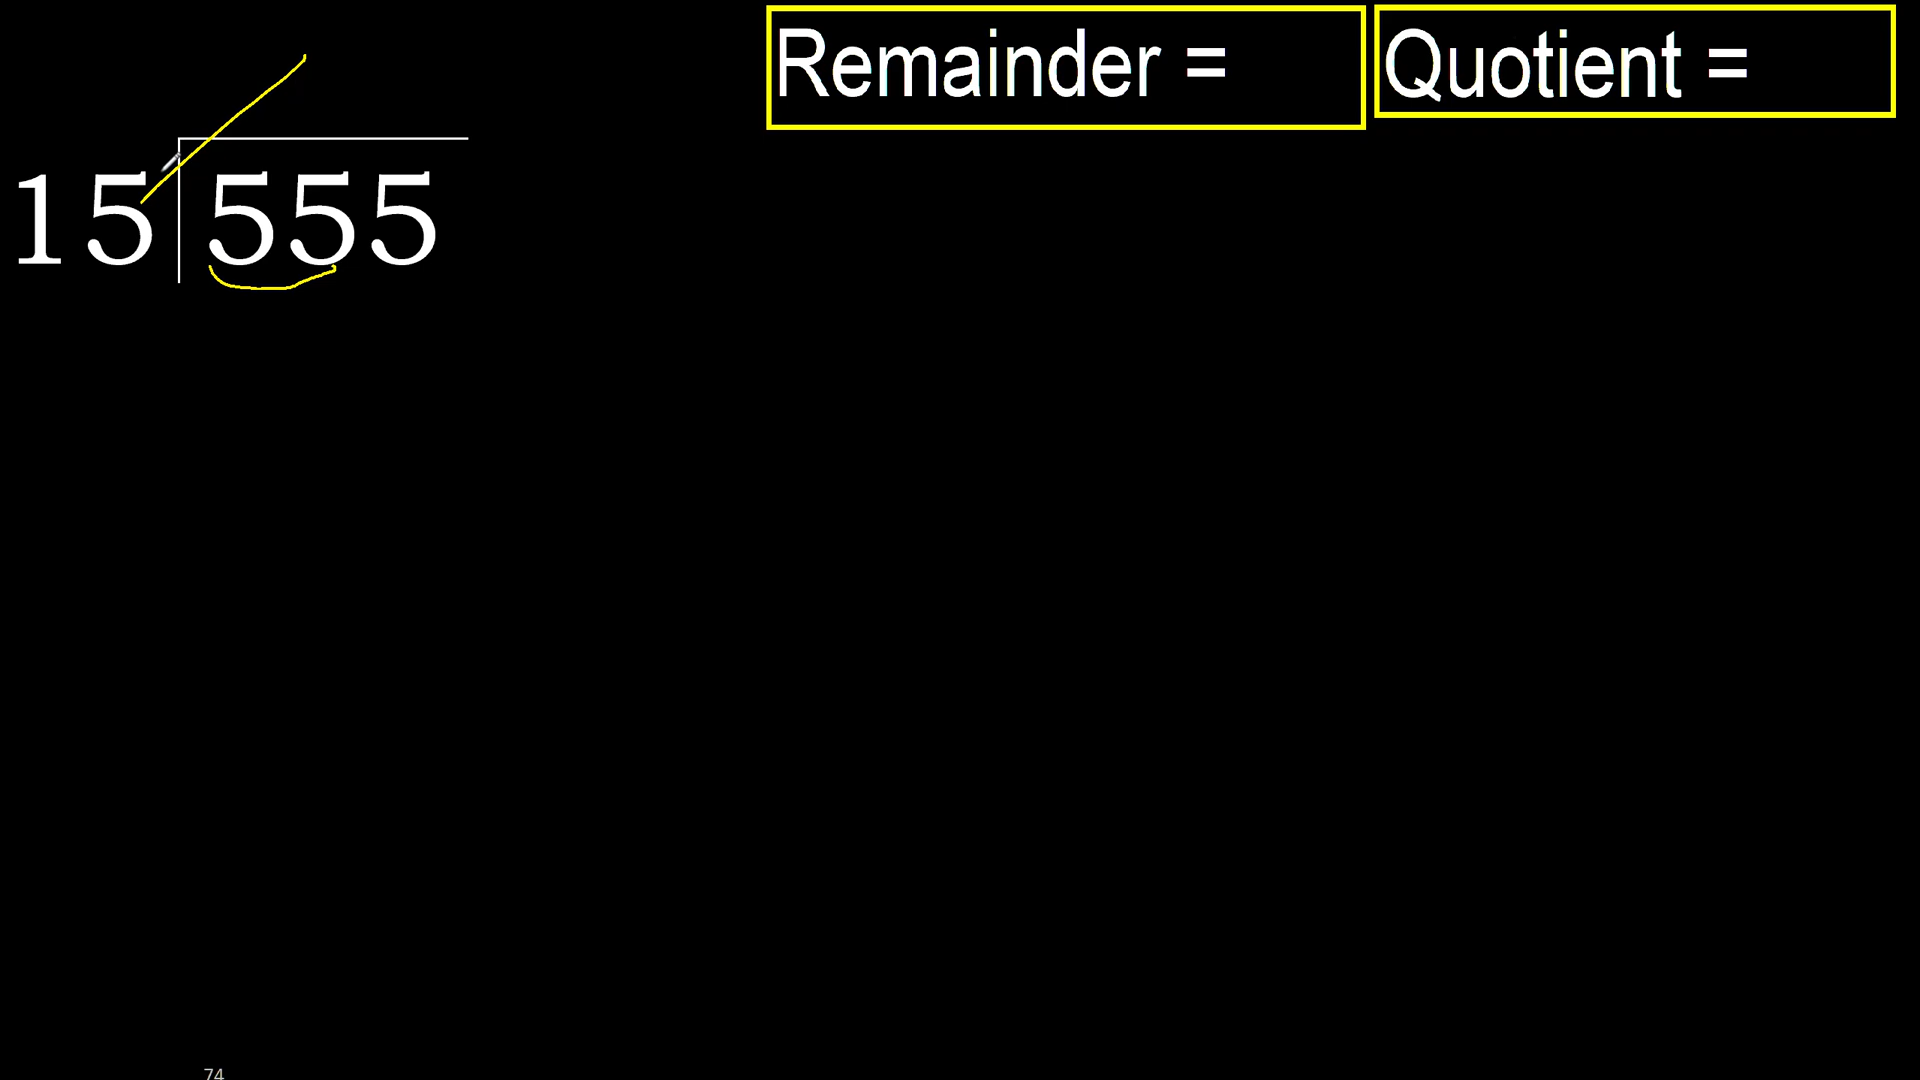 Remainder = Quotient =
15 555
74